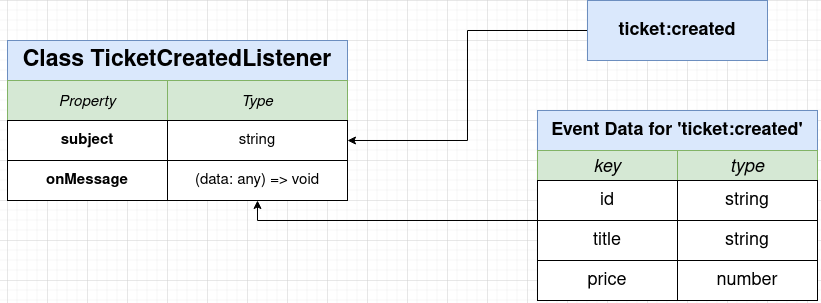 ticket:created
Class TicketCreatedListener
Property Type
subject string
onMessage (data: any) => void
Event Data for 'ticket:created'
key type
id string
title string
price number